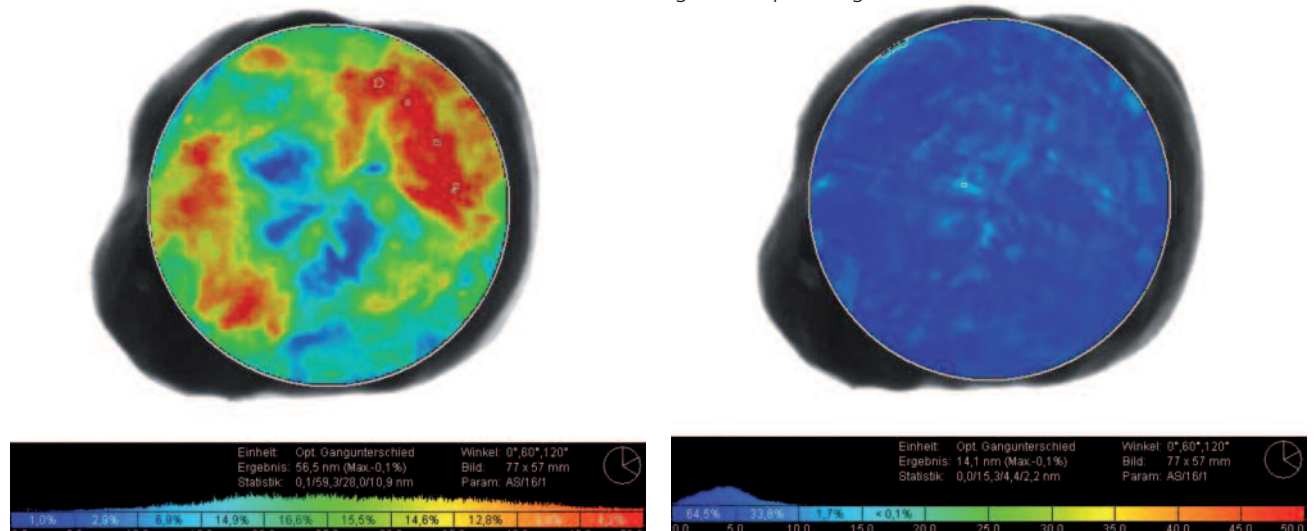 Einheit: Opt. Gangunterschied
Ergebnis: 56,5 nm (Max.-0,1%)
Statistik: 0,1/59,3/28,0/10,9 nm
Winkel: 0°,60°,120°
Bild: 77 x 57 mm
Param: AS/16/1
1,0% 2,9% 6,9% 14,9% 16,6% 15,5% 14,6% 12,8%
Einheit: Opt. Gangunterschied
Ergebnis: 14,1 nm (Max.-0,1%)
Statistik: 0,0/15,3/4,4/2,2 nm
Winkel: 0°,60°,120°
Bild: 77 x 57 mm
Param: AS/16/1
64,5% 33,8% 1,7% < 0,1%
0.0 5.0 10.0 15.0 20.0 25.0 30.0 35.0 40.0 45.0